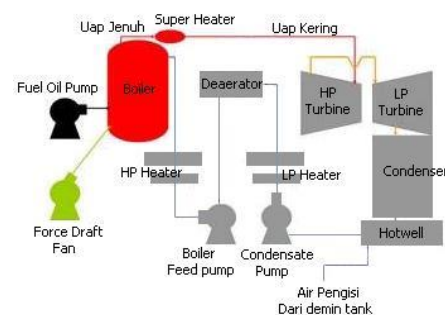 Super Heater
Uap Jenuh
Uap Kering
Fuel Oil Pump
Boiler
Deaerator
HP
Turbine
LP
Turbine
HP Heater
LP Heater
Condenser
Force Draft
Fan
Boiler
Feed pump
Condensate
Pump
Hotwell
Air Pengisi
Dari demin tank